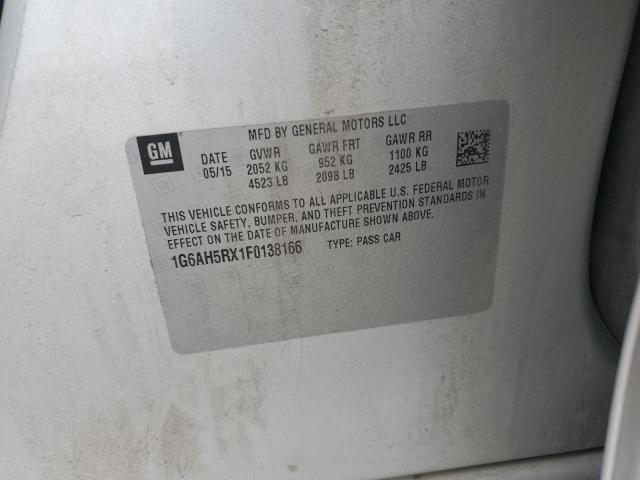 GM
MFD BY GENERAL MOTORS LLC
DATE GVWR GAWR FRT GAWR RR
05/15 2052 KG 952 KG 1100 KG
4523 LB 2098 LB 2425 LB
THIS VEHICLE CONFORMS TO ALL APPLICABLE U.S. FEDERAL MOTOR
VEHICLE SAFETY, BUMPER, AND THEFT PREVENTION STANDARDS IN
EFFECT ON THE DATE OF MANUFACTURE SHOWN ABOVE.
1G6AH5RX1F0138166 TYPE: PASS CAR